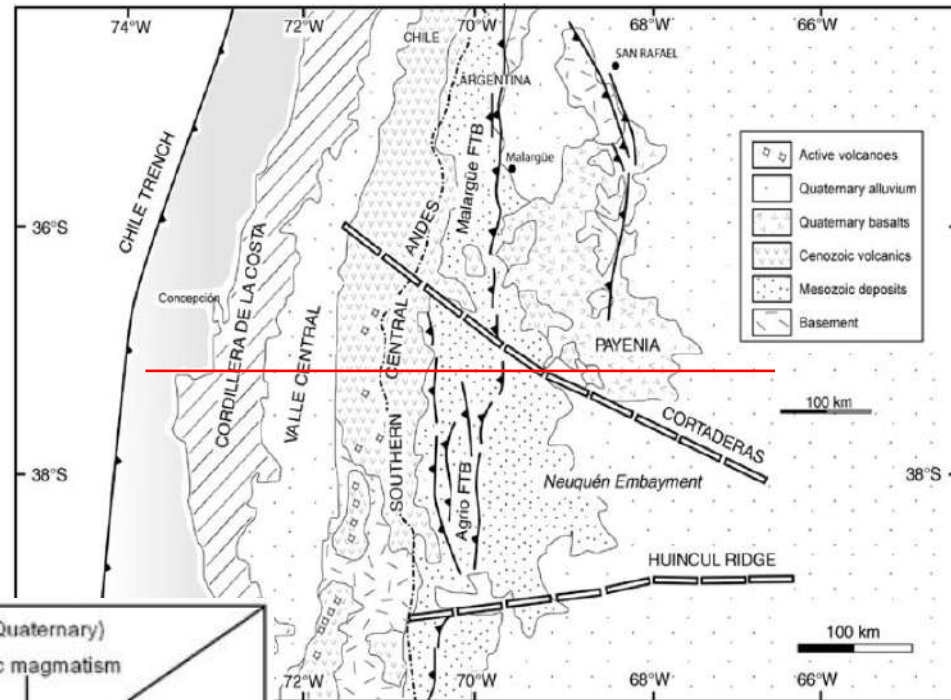 74°W
72°W
70°W
68°W
66°W
CHILE
SAN RAFAEL
ARGENTINA
Malargüe FTB
Malargüe
CHILE TRENCH
Active volcanoes
Quaternary alluvium
Quaternary basalts
Cenozoic volcanics
Mesozoic deposits
Basement
36°S
ANDES
Concepción
CORDILLERA DE LA COSTA
VALLE CENTRAL
CENTRAL
SOUTHERN
PAYENIA
100 km
CORTADERAS
38°S
38°S
Neuquén Embayment
Agrio FTB
HUINCUL RIDGE
Quaternary)
magmatism
100 km
72°W
70°W
68°W
66°W